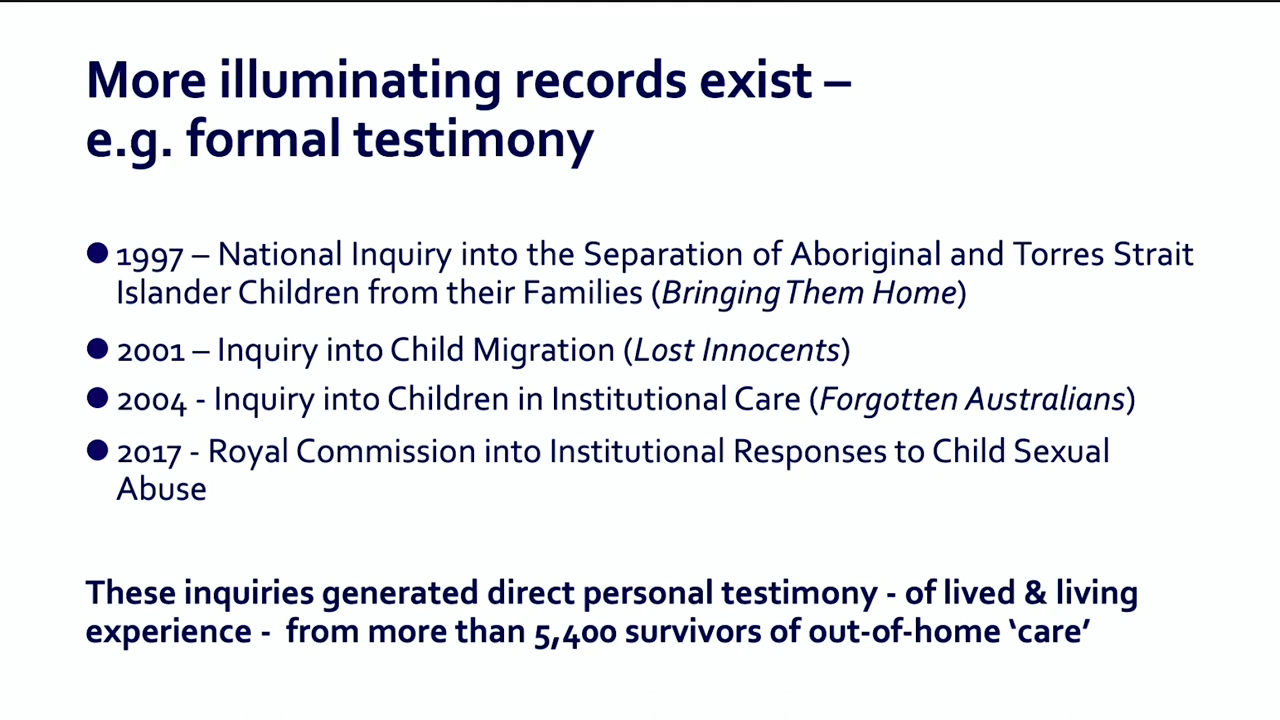 More illuminating records exist –
e.g. formal testimony
● 1997 – National Inquiry into the Separation of Aboriginal and Torres Strait
Islander Children from their Families (Bringing Them Home)
● 2001 – Inquiry into Child Migration (Lost Innocents)
● 2004 - Inquiry into Children in Institutional Care (Forgotten Australians)
● 2017 - Royal Commission into Institutional Responses to Child Sexual
Abuse
These inquiries generated direct personal testimony - of lived & living
experience - from more than 5,400 survivors of out-of-home ‘care’